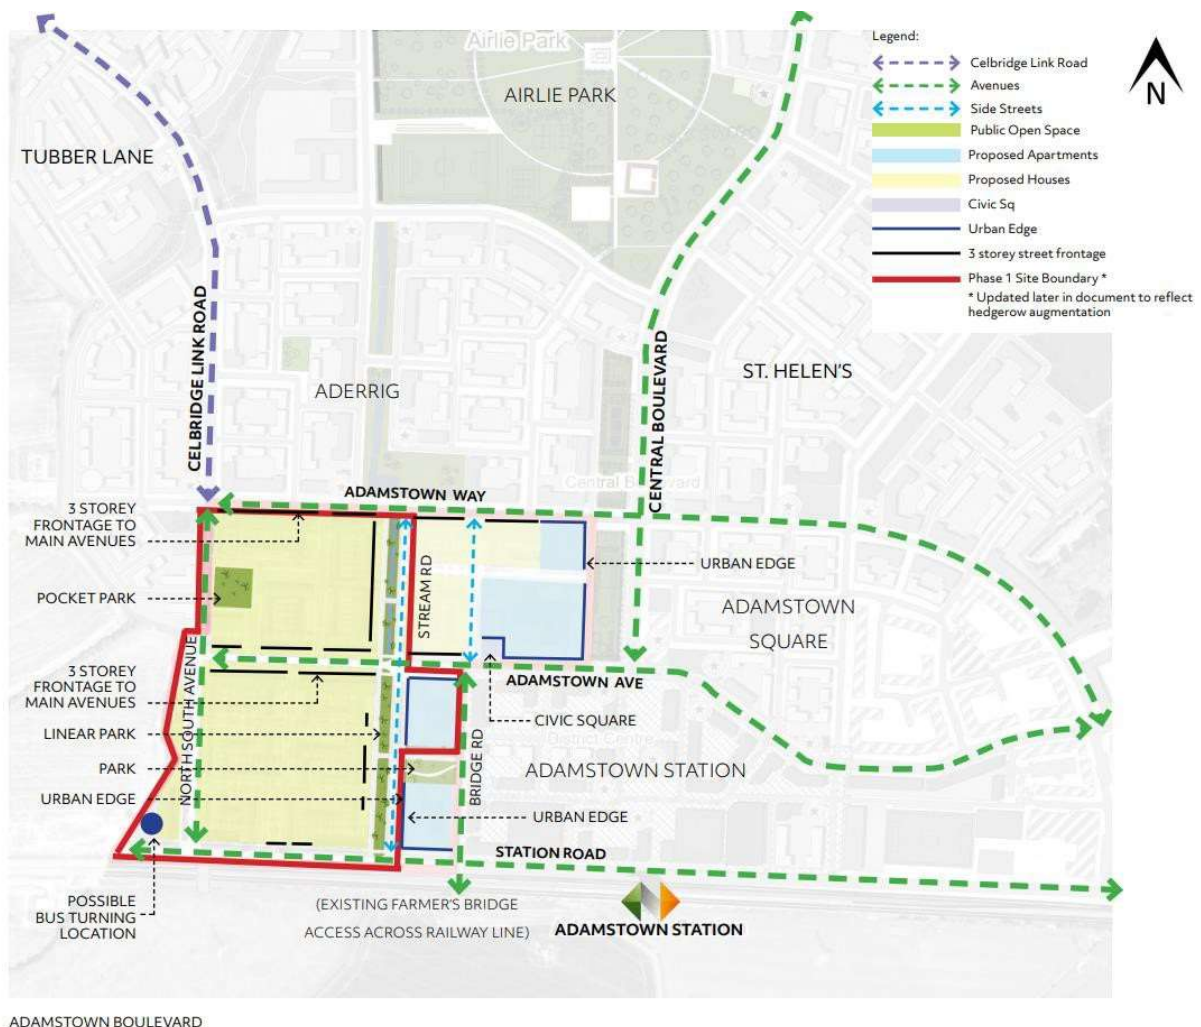 Airlie Park
AIRLIE PARK
TUBBER LANE
Legend:
Celbridge Link Road
Avenues
Side Streets
Public Open Space
Proposed Apartments
Proposed Houses
Civic Sq
Urban Edge
3 storey street frontage
Phase 1 Site Boundary *
* Updated later in document to reflect
hedgerow augmentation
N
CELBRIDGE LINK ROAD
ADERRIG
CENTRAL BOULEVARD
ST. HELEN'S
Central Boulevard
ADAMSTOWN WAY
3 STOREY
FRONTAGE TO
MAIN AVENUES
POCKET PARK
STREAM RD
URBAN EDGE
ADAMSTOWN
SQUARE
NORTH SOUTH AVENUE
3 STOREY
FRONTAGE TO
MAIN AVENUES
ADAMSTOWN AVE
LINEAR PARK
CIVIC SQUARE
District Centre
PARK
BRIDGE RD
ADAMSTOWN STATION
URBAN EDGE
URBAN EDGE
STATION ROAD
POSSIBLE
BUS TURNING
LOCATION
(EXISTING FARMER'S BRIDGE
ACCESS ACROSS RAILWAY LINE)
ADAMSTOWN STATION
ADAMSTOWN BOULEVARD